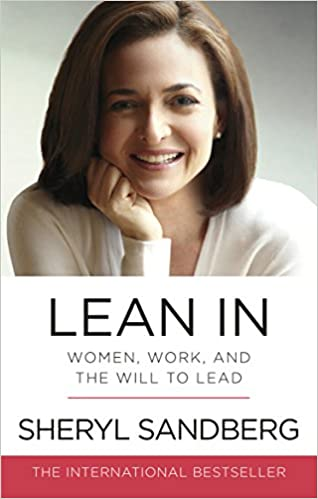 LEAN IN
WOMEN, WORK, AND
THE WILL TO LEAD
SHERYL SANDBERG
THE INTERNATIONAL BESTSELLER